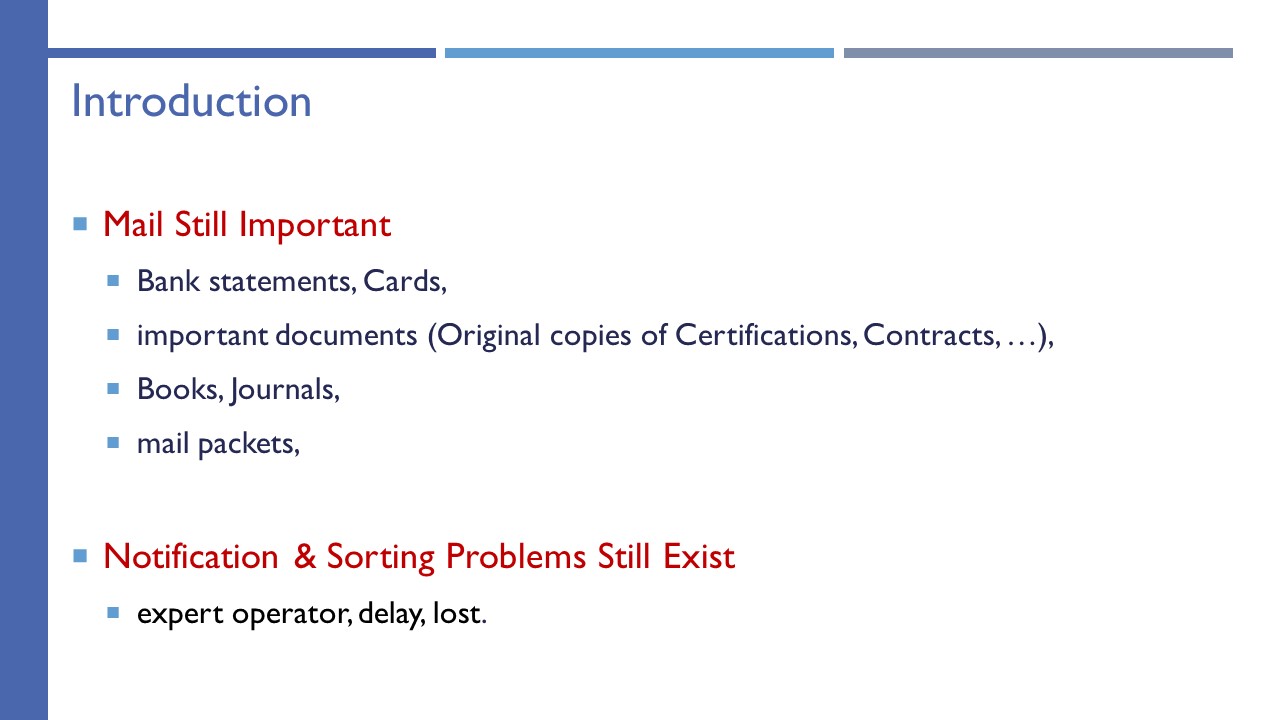 Introduction
Mail Still Important
Bank statements, Cards,
important documents (Original copies of Certifications, Contracts, …),
Books, Journals,
mail packets,
Notification & Sorting Problems Still Exist
expert operator, delay, lost.